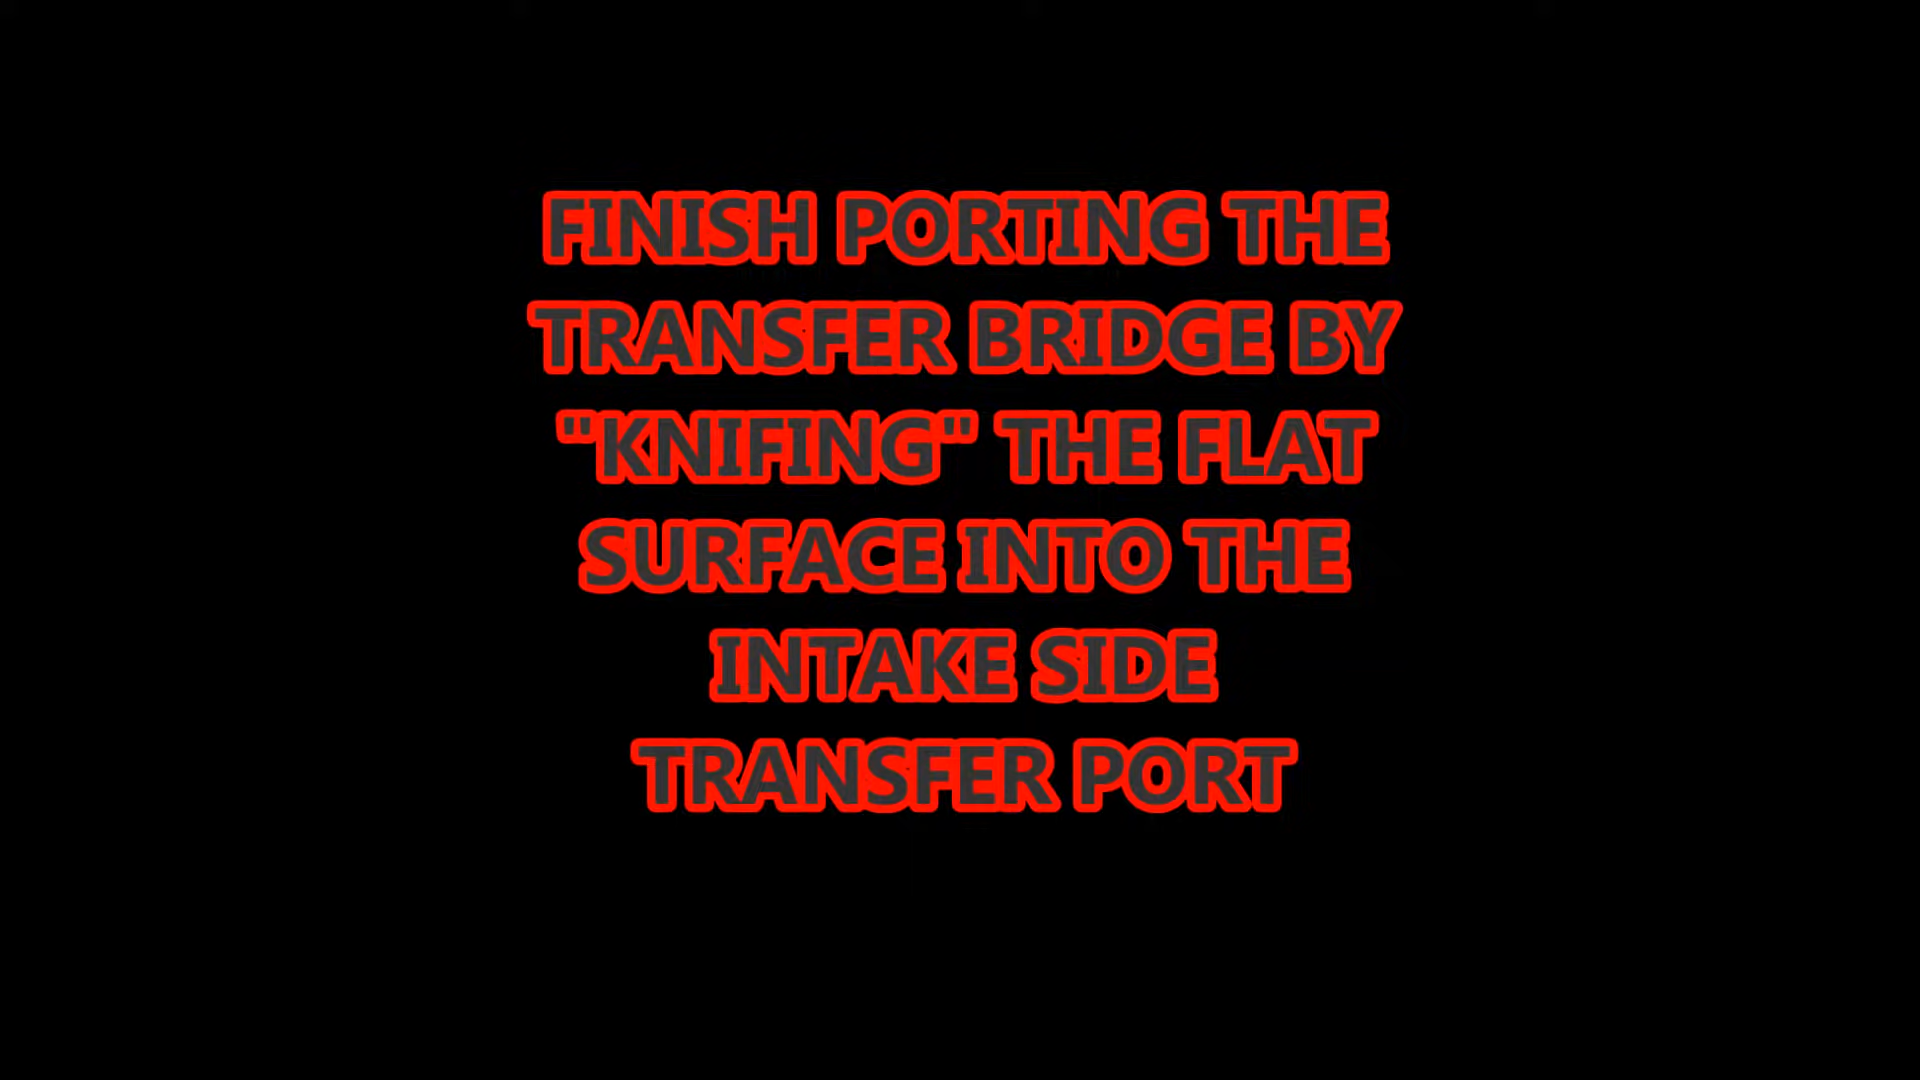 FINISH PORTING THE
TRANSFER BRIDGE BY
"KNIFING" THE FLAT
SURFACE INTO THE
INTAKE SIDE
TRANSFER PORT